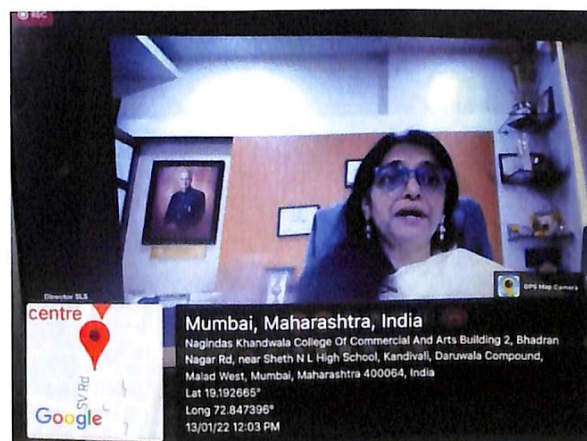 REC
Director SLS
GPS Map Camera
centre
SV Rd
Google
Mumbai, Maharashtra, India
Nagindas Khandwala College Of Commercial And Arts Building 2, Bhadran
Nagar Rd, near Sheth N L High School, Kandivali, Daruwala Compound,
Malad West, Mumbai, Maharashtra 400064, India
Lat 19.192665°
Long 72.847396°
13/01/22 12:03 PM